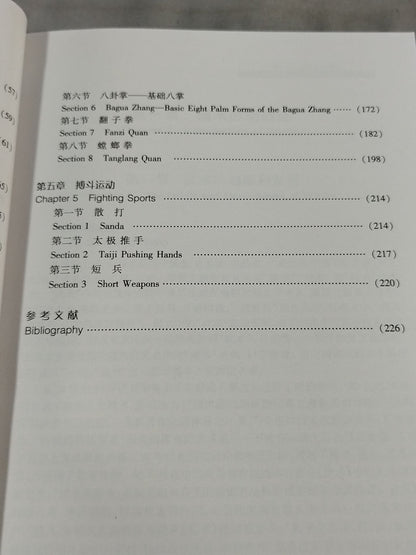 (57)
(59)
(61
第六节 八卦掌——基础八掌
Section 6 Bagua Zhang—Basic Eight Palm Forms of the Bagua Zhang ······ (172)
第七节 翻子拳
Section 7 Fanzi Quan ······ (182)
第八节 螳螂拳
Section 8 Tanglang Quan ······ (198)
第五章 搏斗运动
Chapter 5 Fightiig Sports ······ (214)
第一节 散打
Section 1 Sanda ······ (214)
第二节 太极推手
Section 2 Taiji Pushing Hands ······ (217)
第三节 短兵
Section 3 Short Weapons ······ (220)
参考文献
Bibliography ······ (226)